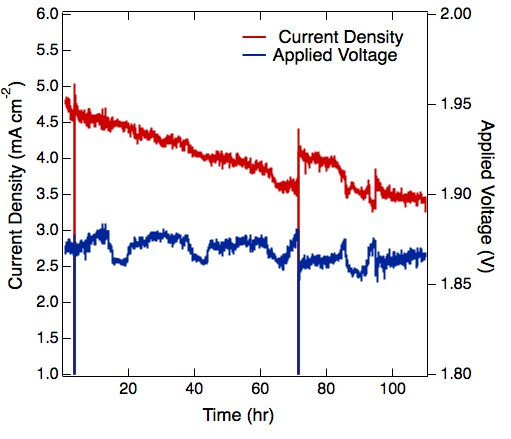 6.0
5.5
5.0
4.5
4.0
3.5
3.0
2.5
2.0
1.5
1.0
Current Density (mA cm-2)
Current Density
Applied Voltage
2.00
1.95
1.90
1.85
1.80
Applied Voltage (V)
20 40 60 80 100
Time (hr)